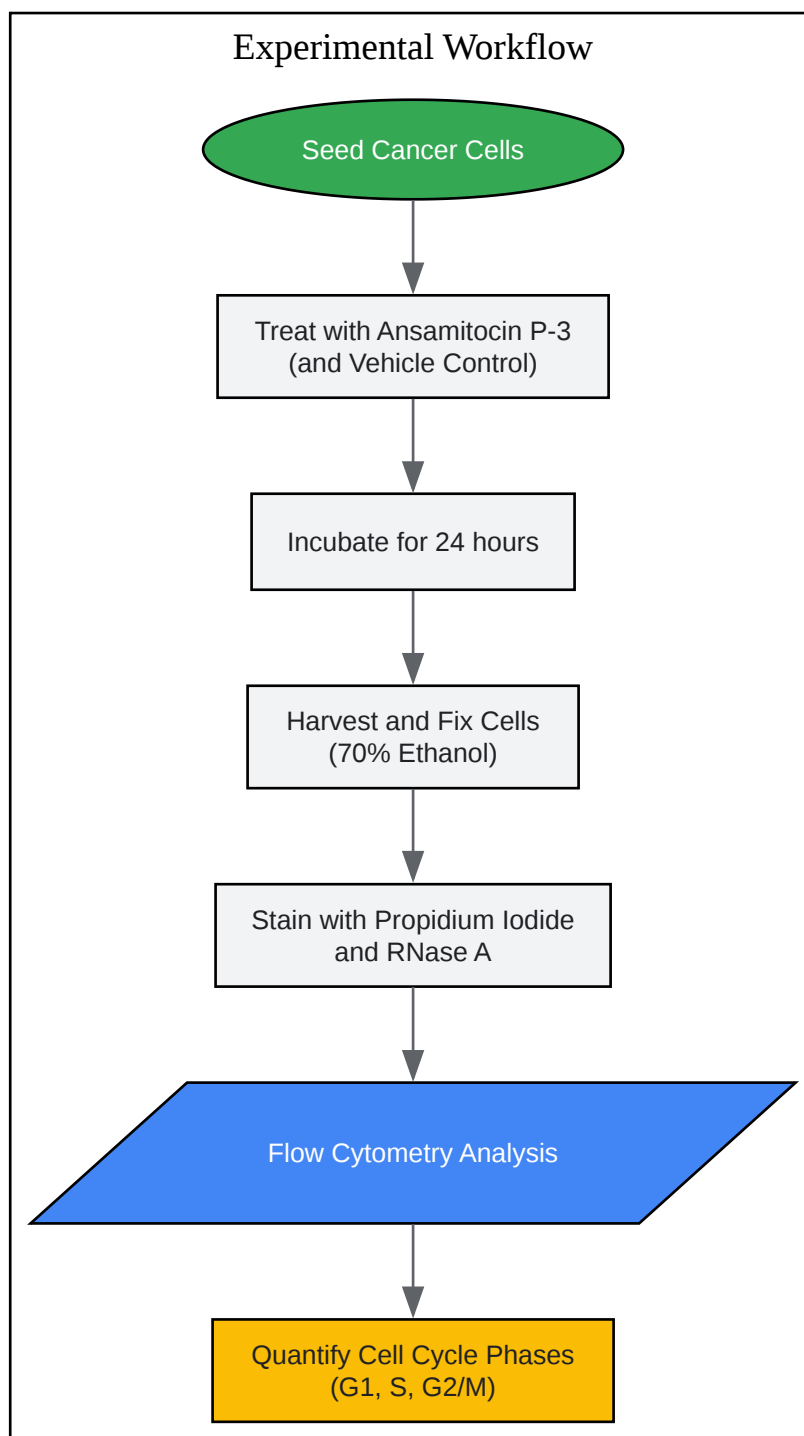 Experimental Workflow
Seed Cancer Cells
Treat with Ansamitocin P-3
(and Vehicle Control)
Incubate for 24 hours
Harvest and Fix Cells
(70% Ethanol)
Stain with Propidium Iodide
and RNase A
Flow Cytometry Analysis
Quantify Cell Cycle Phases
(G1, S, G2/M)